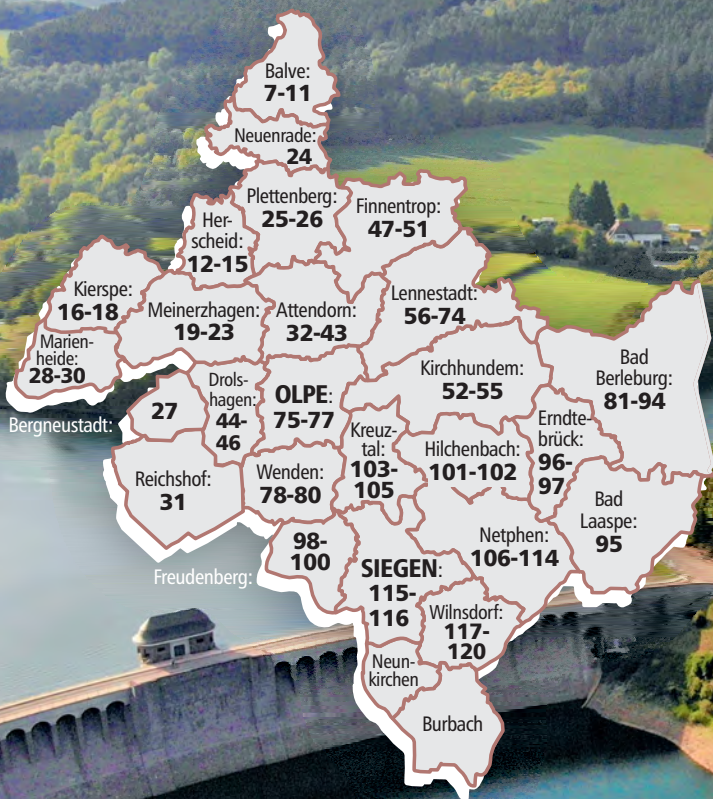 Balve:
7-11
Neuenrade:
24
Plettenberg:
25-26
Finnentrop:
47-51
Her-
scheid:
12-15
Kierspe:
16-18
Meinerzhagen:
19-23
Attendorn:
32-43
Lennestadt:
56-74
Marien-
heide:
28-30
Bergneustadt:
27
Drols-
hagen:
44-
46
OLPE:
75-77
Kirchhundem:
52-55
Bad
Berleburg:
81-94
Reichshof:
31
Wenden:
78-80
Kreuz-
tal:
103-
105
Hilchenbach:
101-102
Erndte-
brück:
96-
97
Bad
Laaspe:
95
Freudenberg:
98-
100
SIEGEN:
115-
116
Netphen:
106-114
Wilnsdorf:
117-
120
Neun-
kirchen
Burbach